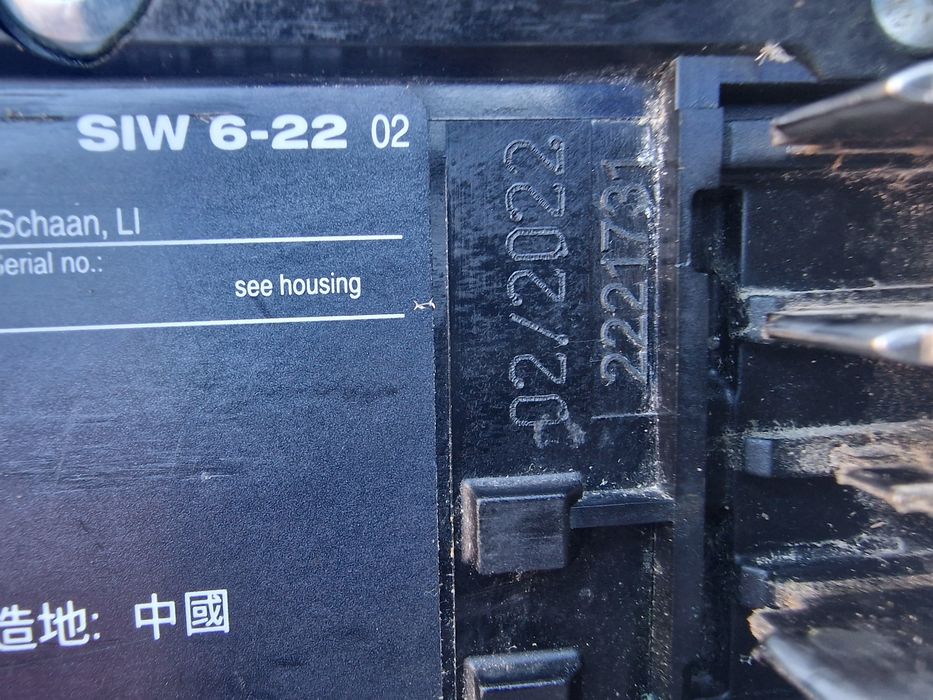 SIW 6-22 02
Schaan, LI
Serial no.:
see housing
造地: 中國
02/2022
2221731